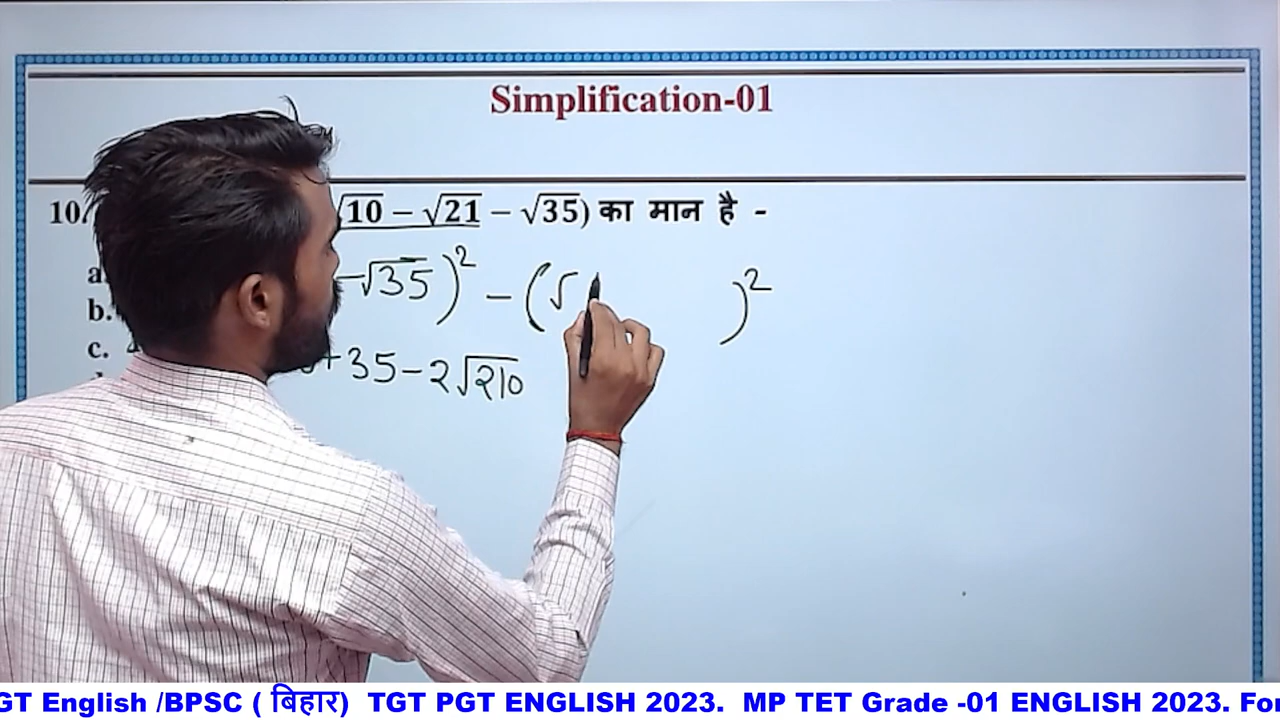 Simplification-01
10. √10 − √21 − √35) का मान है -
a.
−√35)² − (√ )²
b.
c.
+35−2√210
GT English /BPSC ( बिहार) TGT PGT ENGLISH 2023. MP TET Grade -01 ENGLISH 2023. For